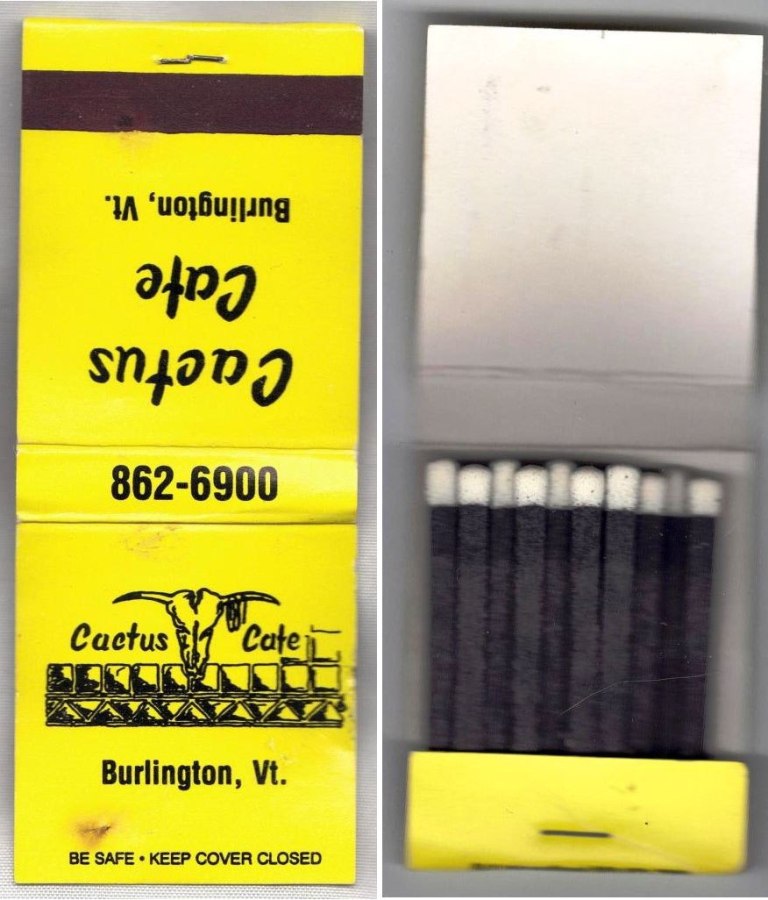 Burlington, Vt.
Cactus
Cafe
862-6900
Cactus Cafe
Burlington, Vt.
BE SAFE • KEEP COVER CLOSED